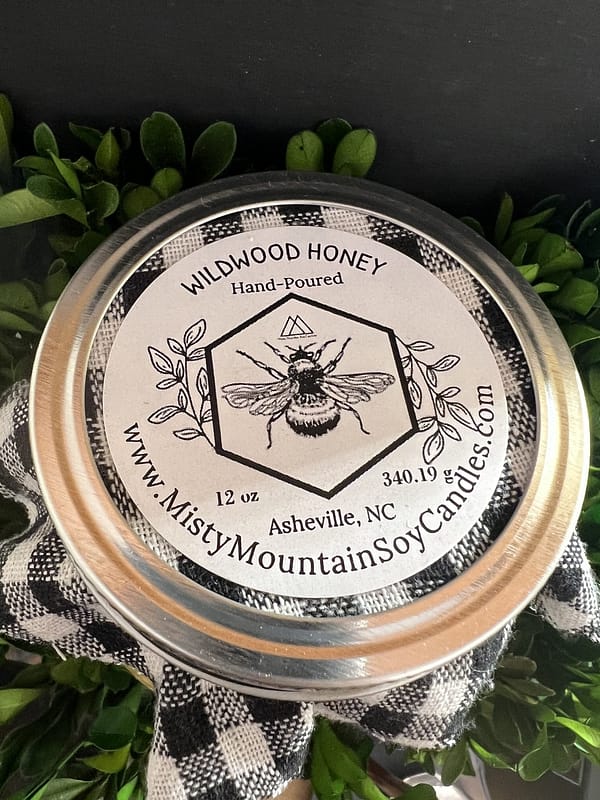 WILDWOOD HONEY
Hand-Poured
12 oz
340.19 g
Asheville, NC
www.MistyMountainSoyCandles.com